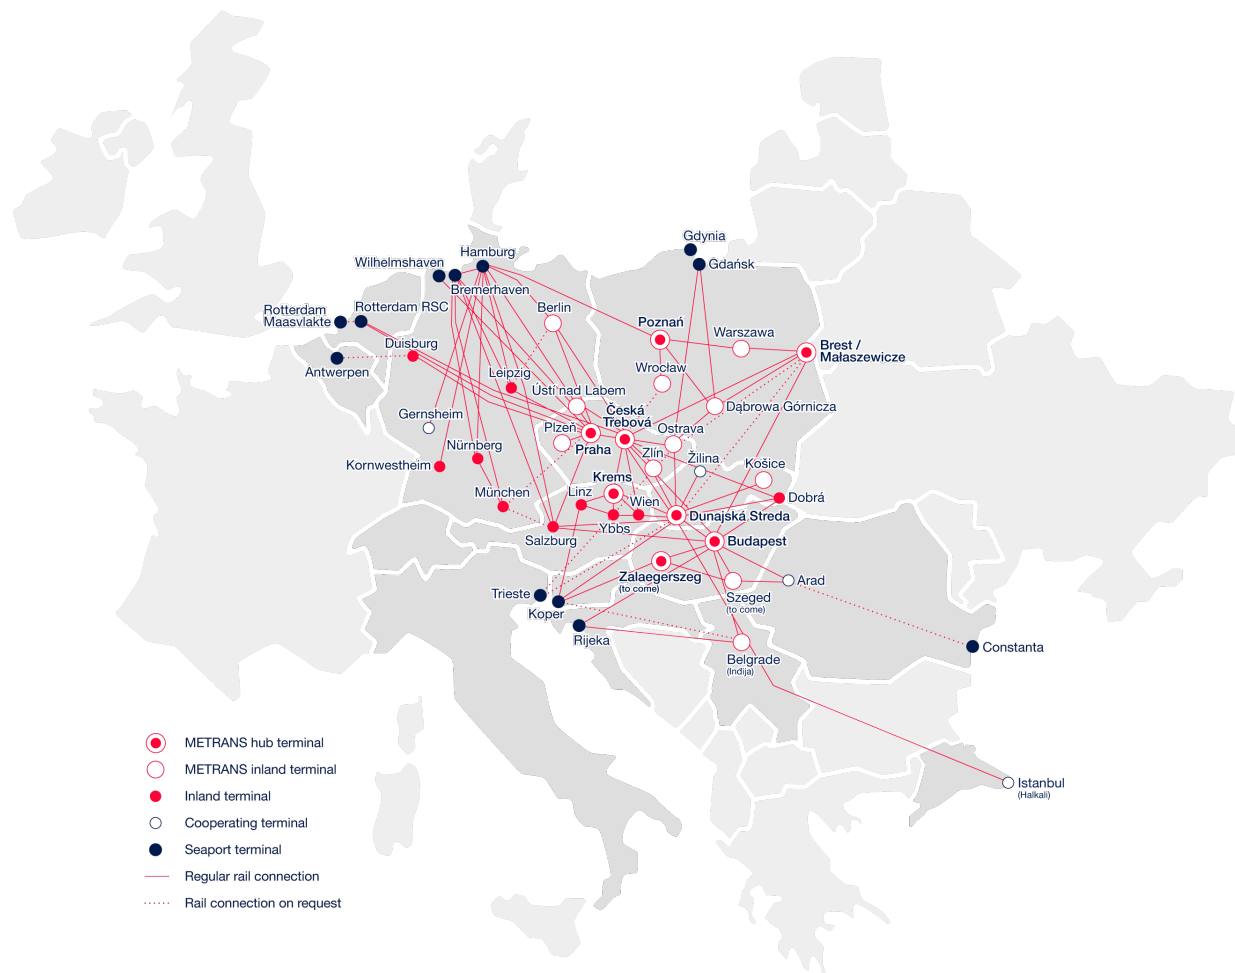 Gdynia
Gdańsk
Hamburg
Wilhelmshaven
Bremerhaven
Rotterdam
Maasvlakte
Rotterdam RSC
Berlin
Poznań
Warszawa
Brest /
Małaszewicze
Duisburg
Antwerpen
Leipzig
Wrocław
Ústí nad Labem
Dąbrowa Górnicza
Česká
Třebová
Gernsheim
Plzeň
Praha
Ostrava
Nürnberg
Zlín
Žilina
Košice
Kornwestheim
Krems
München
Linz
Wien
Dobrá
Ybbs
Dunajská Streda
Salzburg
Budapest
Zalaegerszeg
(to come)
Arad
Trieste
Szeged
(to come)
Koper
Rijeka
Constanta
Belgrade
(Inđija)
METRANS hub terminal
METRANS inland terminal
Inland terminal
Istanbul
(Halkali)
Cooperating terminal
Seaport terminal
Regular rail connection
Rail connection on request